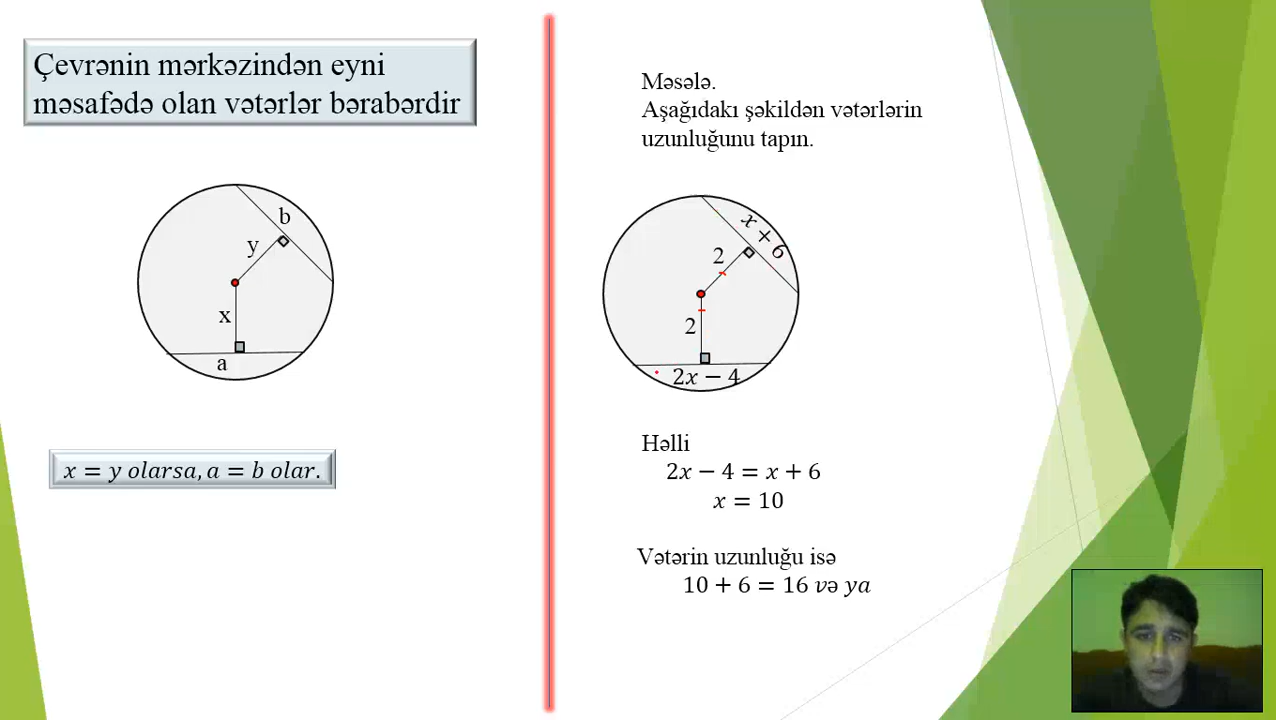 Çevrənin mərkəzindən eyni
məsafədə olan vətərlər bərabərdir
b
y
x
a
x = y olarsa, a = b olar.
Məsələ.
Aşağıdakı şəkildən vətərlərin
uzunluğunu tapın.
x + 6
2
2
2x − 4
Həlli
2x − 4 = x + 6
x = 10
Vətərin uzunluğu isə
10 + 6 = 16 və ya